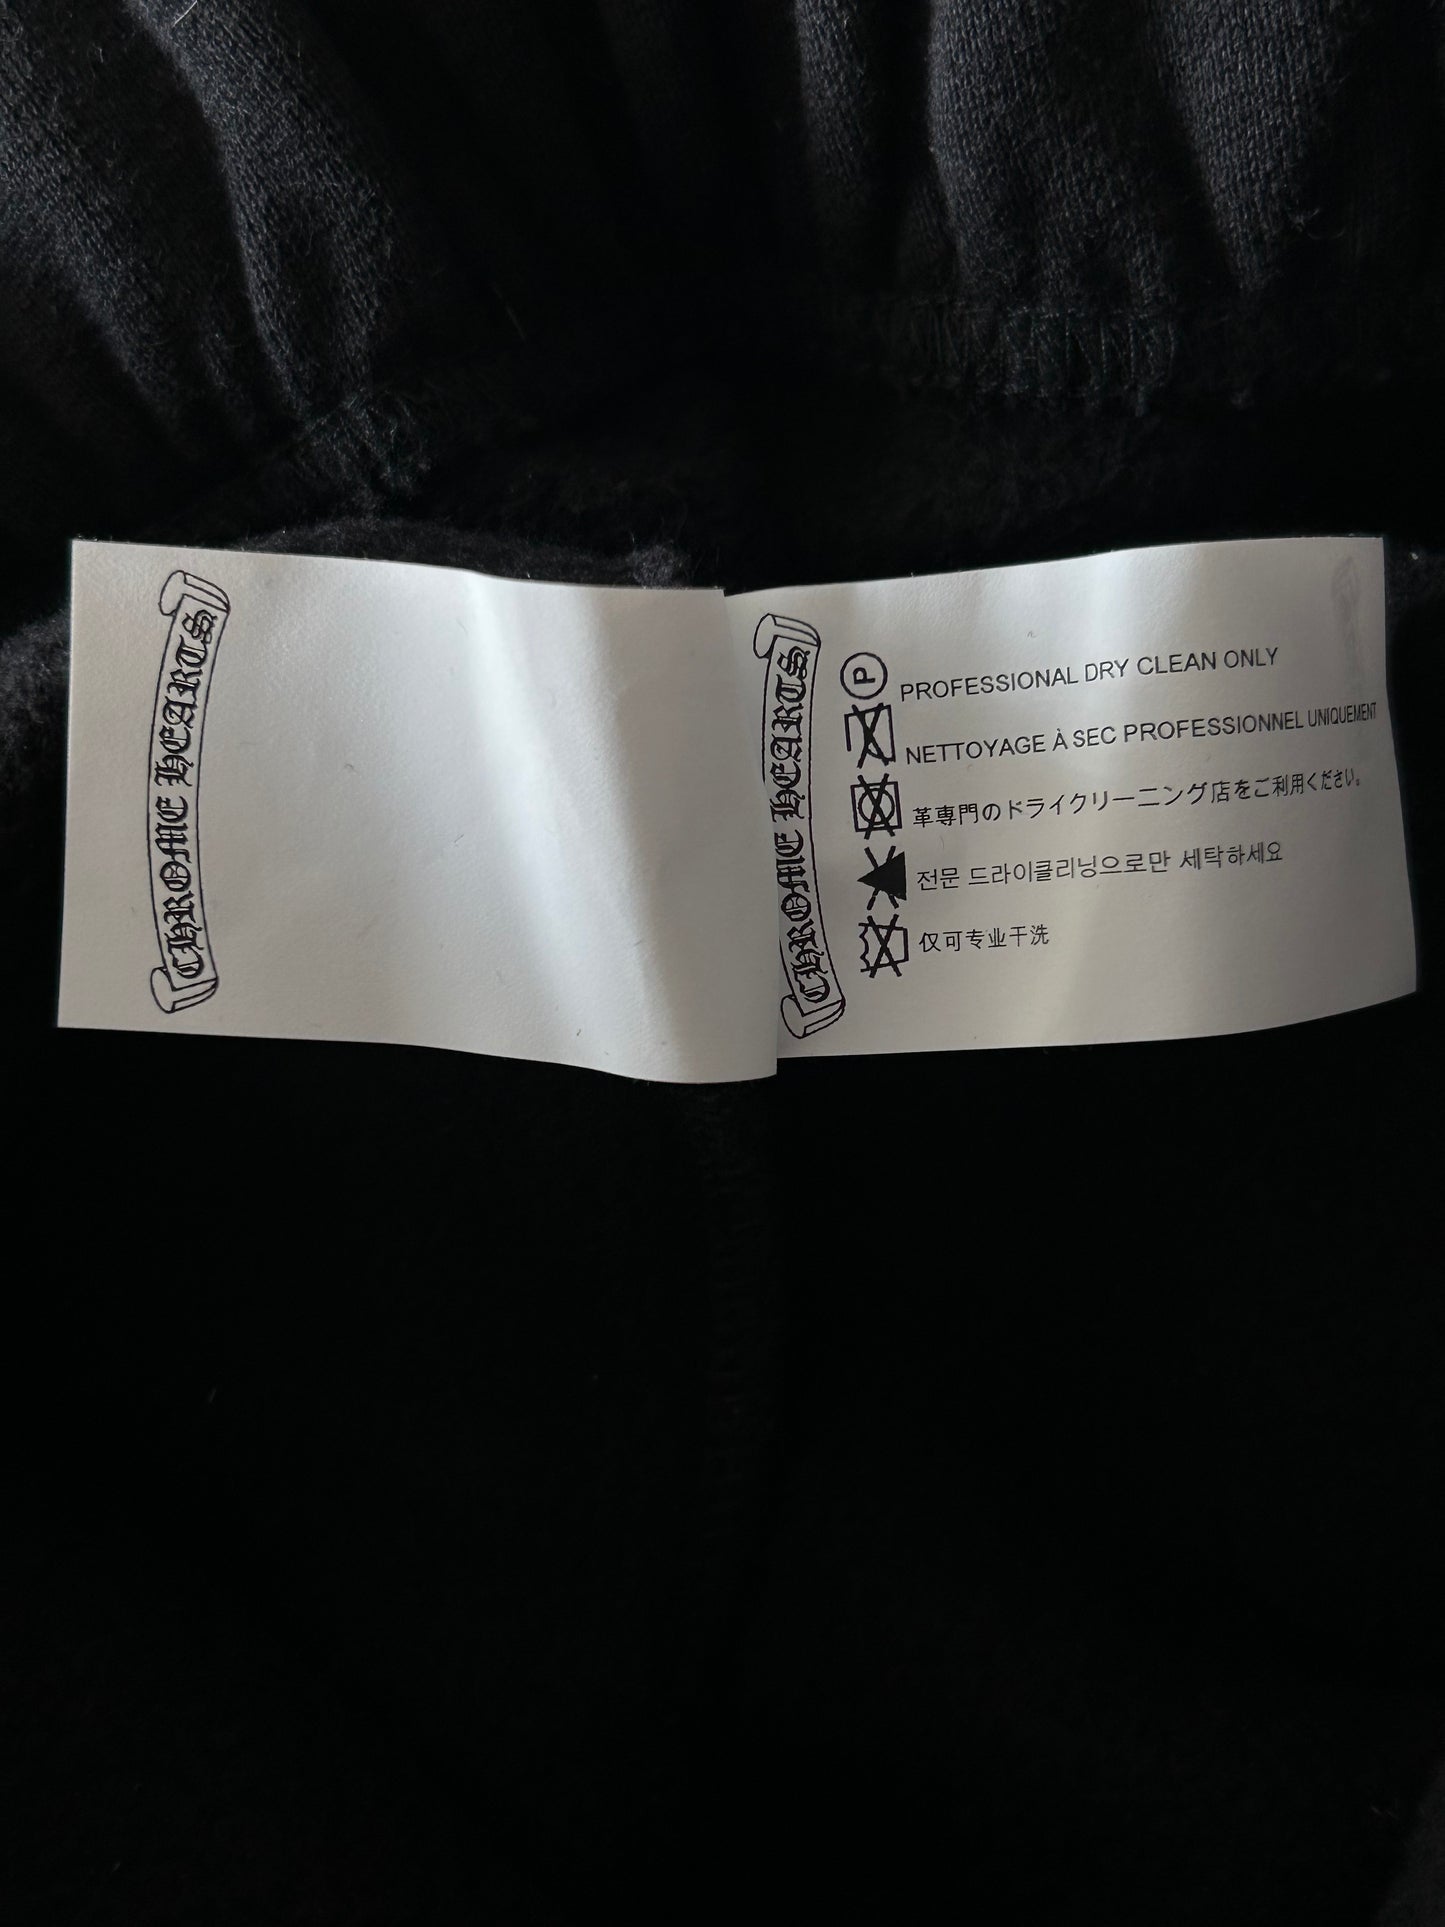 CHROME HEARTS
CHROME HEARTS
P
PROFESSIONAL DRY CLEAN ONLY
NETTOYAGE À SEC PROFESSIONNEL UNIQUEMENT
革専門のドライクリーニング店をご利用ください。
전문 드라이클리닝으로만 세탁하세요
仅可专业干洗